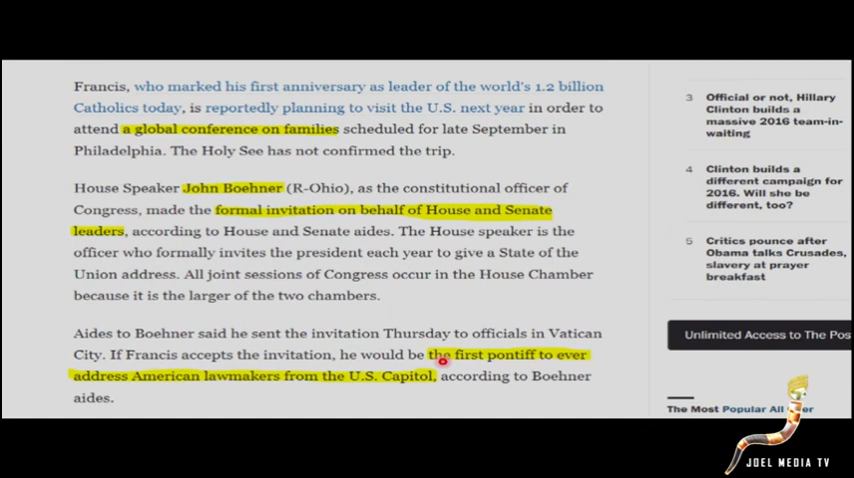 Francis, who marked his first anniversary as leader of the world's 1.2 billion
Catholics today, is reportedly planning to visit the U.S. next year in order to
attend a global conference on families scheduled for late September in
Philadelphia. The Holy See has not confirmed the trip.
House Speaker John Boehner (R-Ohio), as the constitutional officer of
Congress, made the formal invitation on behalf of House and Senate
leaders, according to House and Senate aides. The House speaker is the
officer who formally invites the president each year to give a State of the
Union address. All joint sessions of Congress occur in the House Chamber
because it is the larger of the two chambers.
Aides to Boehner said he sent the invitation Thursday to officials in Vatican
City. If Francis accepts the invitation, he would be the first pontiff to ever
address American lawmakers from the U.S. Capitol, according to Boehner
aides.
3 Official or not, Hillary
Clinton builds a
massive 2016 team-in-
waiting
4 Clinton builds a
different campaign for
2016. Will she be
different, too?
5 Critics pounce after
Obama talks Crusades,
slavery at prayer
breakfast
Unlimited Access to The Pos
The Most Popular All
JOEL MEDIA TV